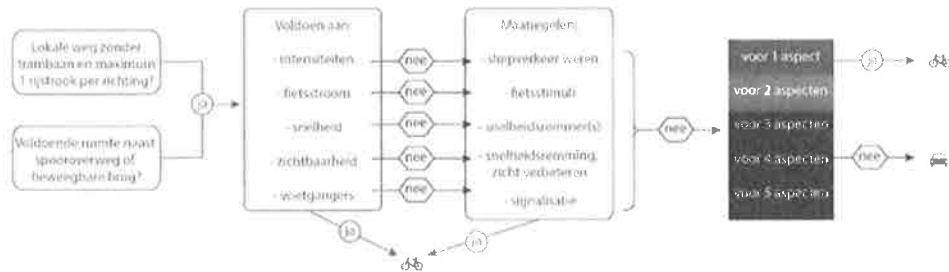 Lokale weg zonder
trambaan en maximum
1 rijstrook per richting?
Voldoende ruimte naast
spooroverweg of
beweegbare brug?
ja
Voldoen aan:
- intensiteiten
- fietsstroom
- snelheid
- zichtbaarheid
- voetgangers
nee
nee
nee
nee
nee
Maatregelen:
- sluipverkeer weren
- fietsstimuli
- snelheidsremmer(s)
- snelheidsremming,
zicht verbeteren
- signalisatie
ja
ja
nee
voor 1 aspect
voor 2 aspecten
voor 3 aspecten
voor 4 aspecten
voor 5 aspecten
ja
nee